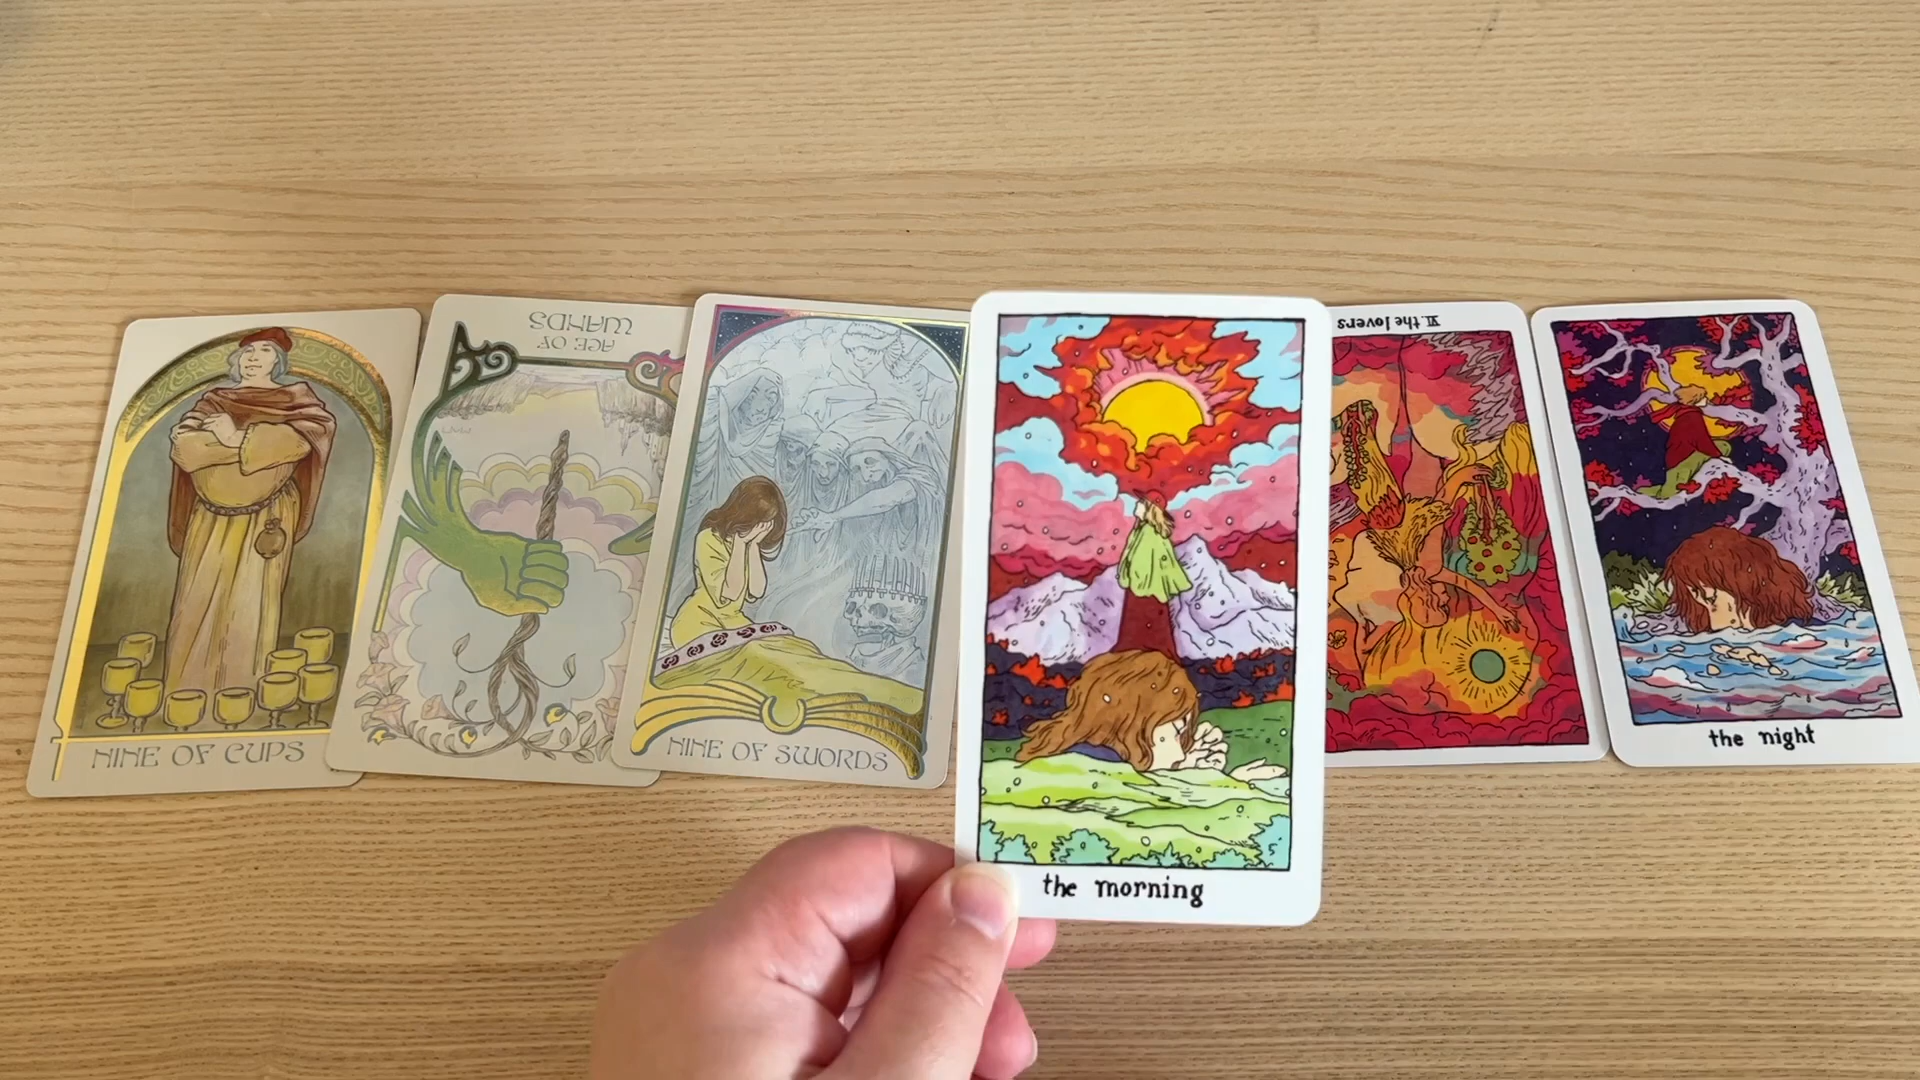 NINE OF CUPS
ACE OF
WANDS
NINE OF SWORDS
the morning
VI the lovers
the night